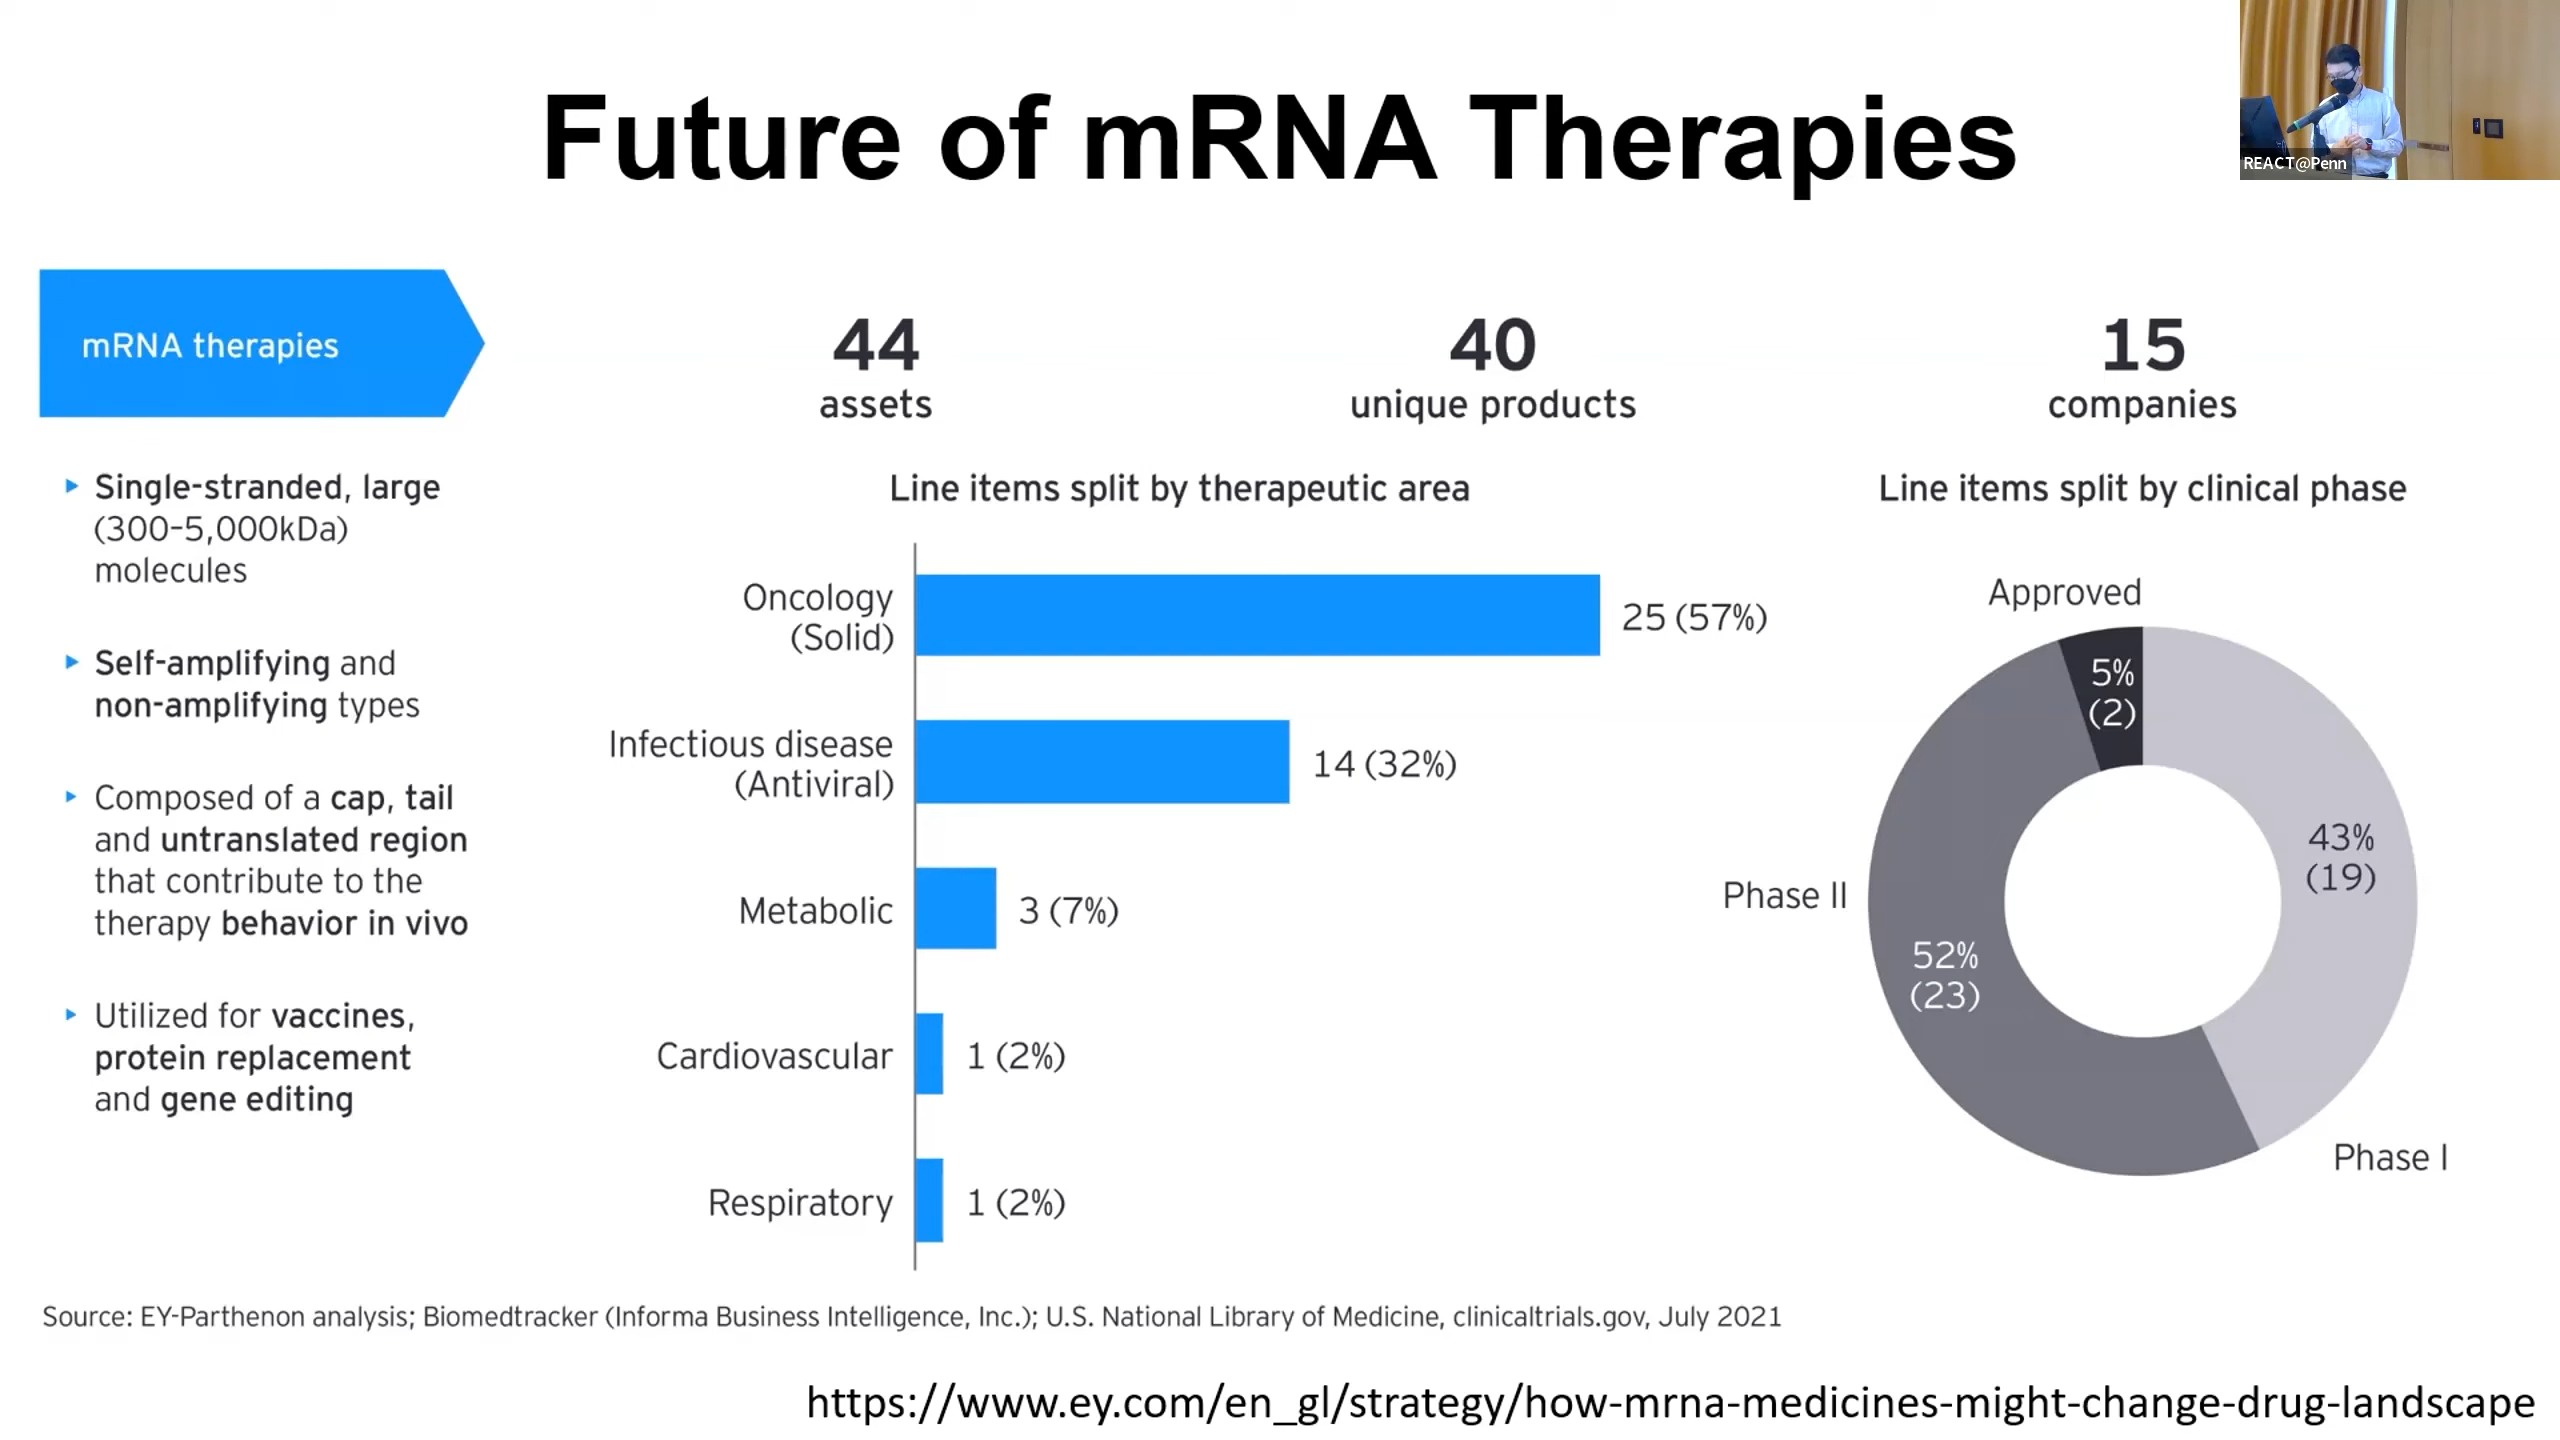 Future of mRNA Therapies
REACT@Penn
mRNA therapies
44
assets
40
unique products
15
companies
▸ Single-stranded, large
(300–5,000kDa)
molecules
▸ Self-amplifying and
non-amplifying types
▸ Composed of a cap, tail
and untranslated region
that contribute to the
therapy behavior in vivo
▸ Utilized for vaccines,
protein replacement
and gene editing
Line items split by therapeutic area
Oncology
(Solid)
25 (57%)
Infectious disease
(Antiviral)
14 (32%)
Metabolic
3 (7%)
Cardiovascular
1 (2%)
Respiratory
1 (2%)
Line items split by clinical phase
Approved
5%
(2)
43%
(19)
Phase II
52%
(23)
Phase I
Source: EY-Parthenon analysis; Biomedtracker (Informa Business Intelligence, Inc.); U.S. National Library of Medicine, clinicaltrials.gov, July 2021
https://www.ey.com/en_gl/strategy/how-mrna-medicines-might-change-drug-landscape